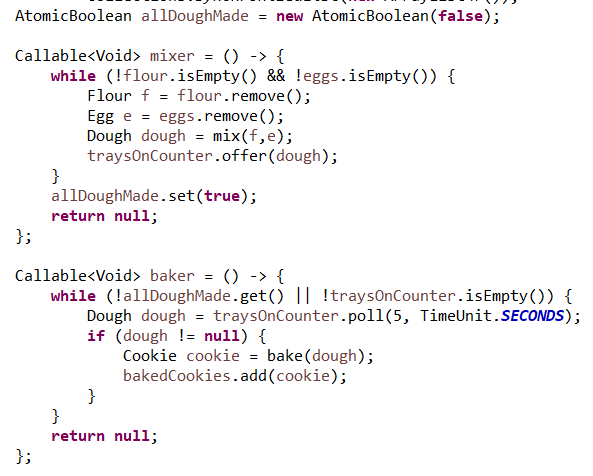 AtomicBoolean allDoughMade = new AtomicBoolean(false);

Callable<Void> mixer = () -> {
    while (!flour.isEmpty() && !eggs.isEmpty()) {
        Flour f = flour.remove();
        Egg e = eggs.remove();
        Dough dough = mix(f,e);
        traysOnCounter.offer(dough);
    }
    allDoughMade.set(true);
    return null;
};

Callable<Void> baker = () -> {
    while (!allDoughMade.get() || !traysOnCounter.isEmpty()) {
        Dough dough = traysOnCounter.poll(5, TimeUnit.SECONDS);
        if (dough != null) {
            Cookie cookie = bake(dough);
            bakedCookies.add(cookie);
        }
    }
    return null;
};